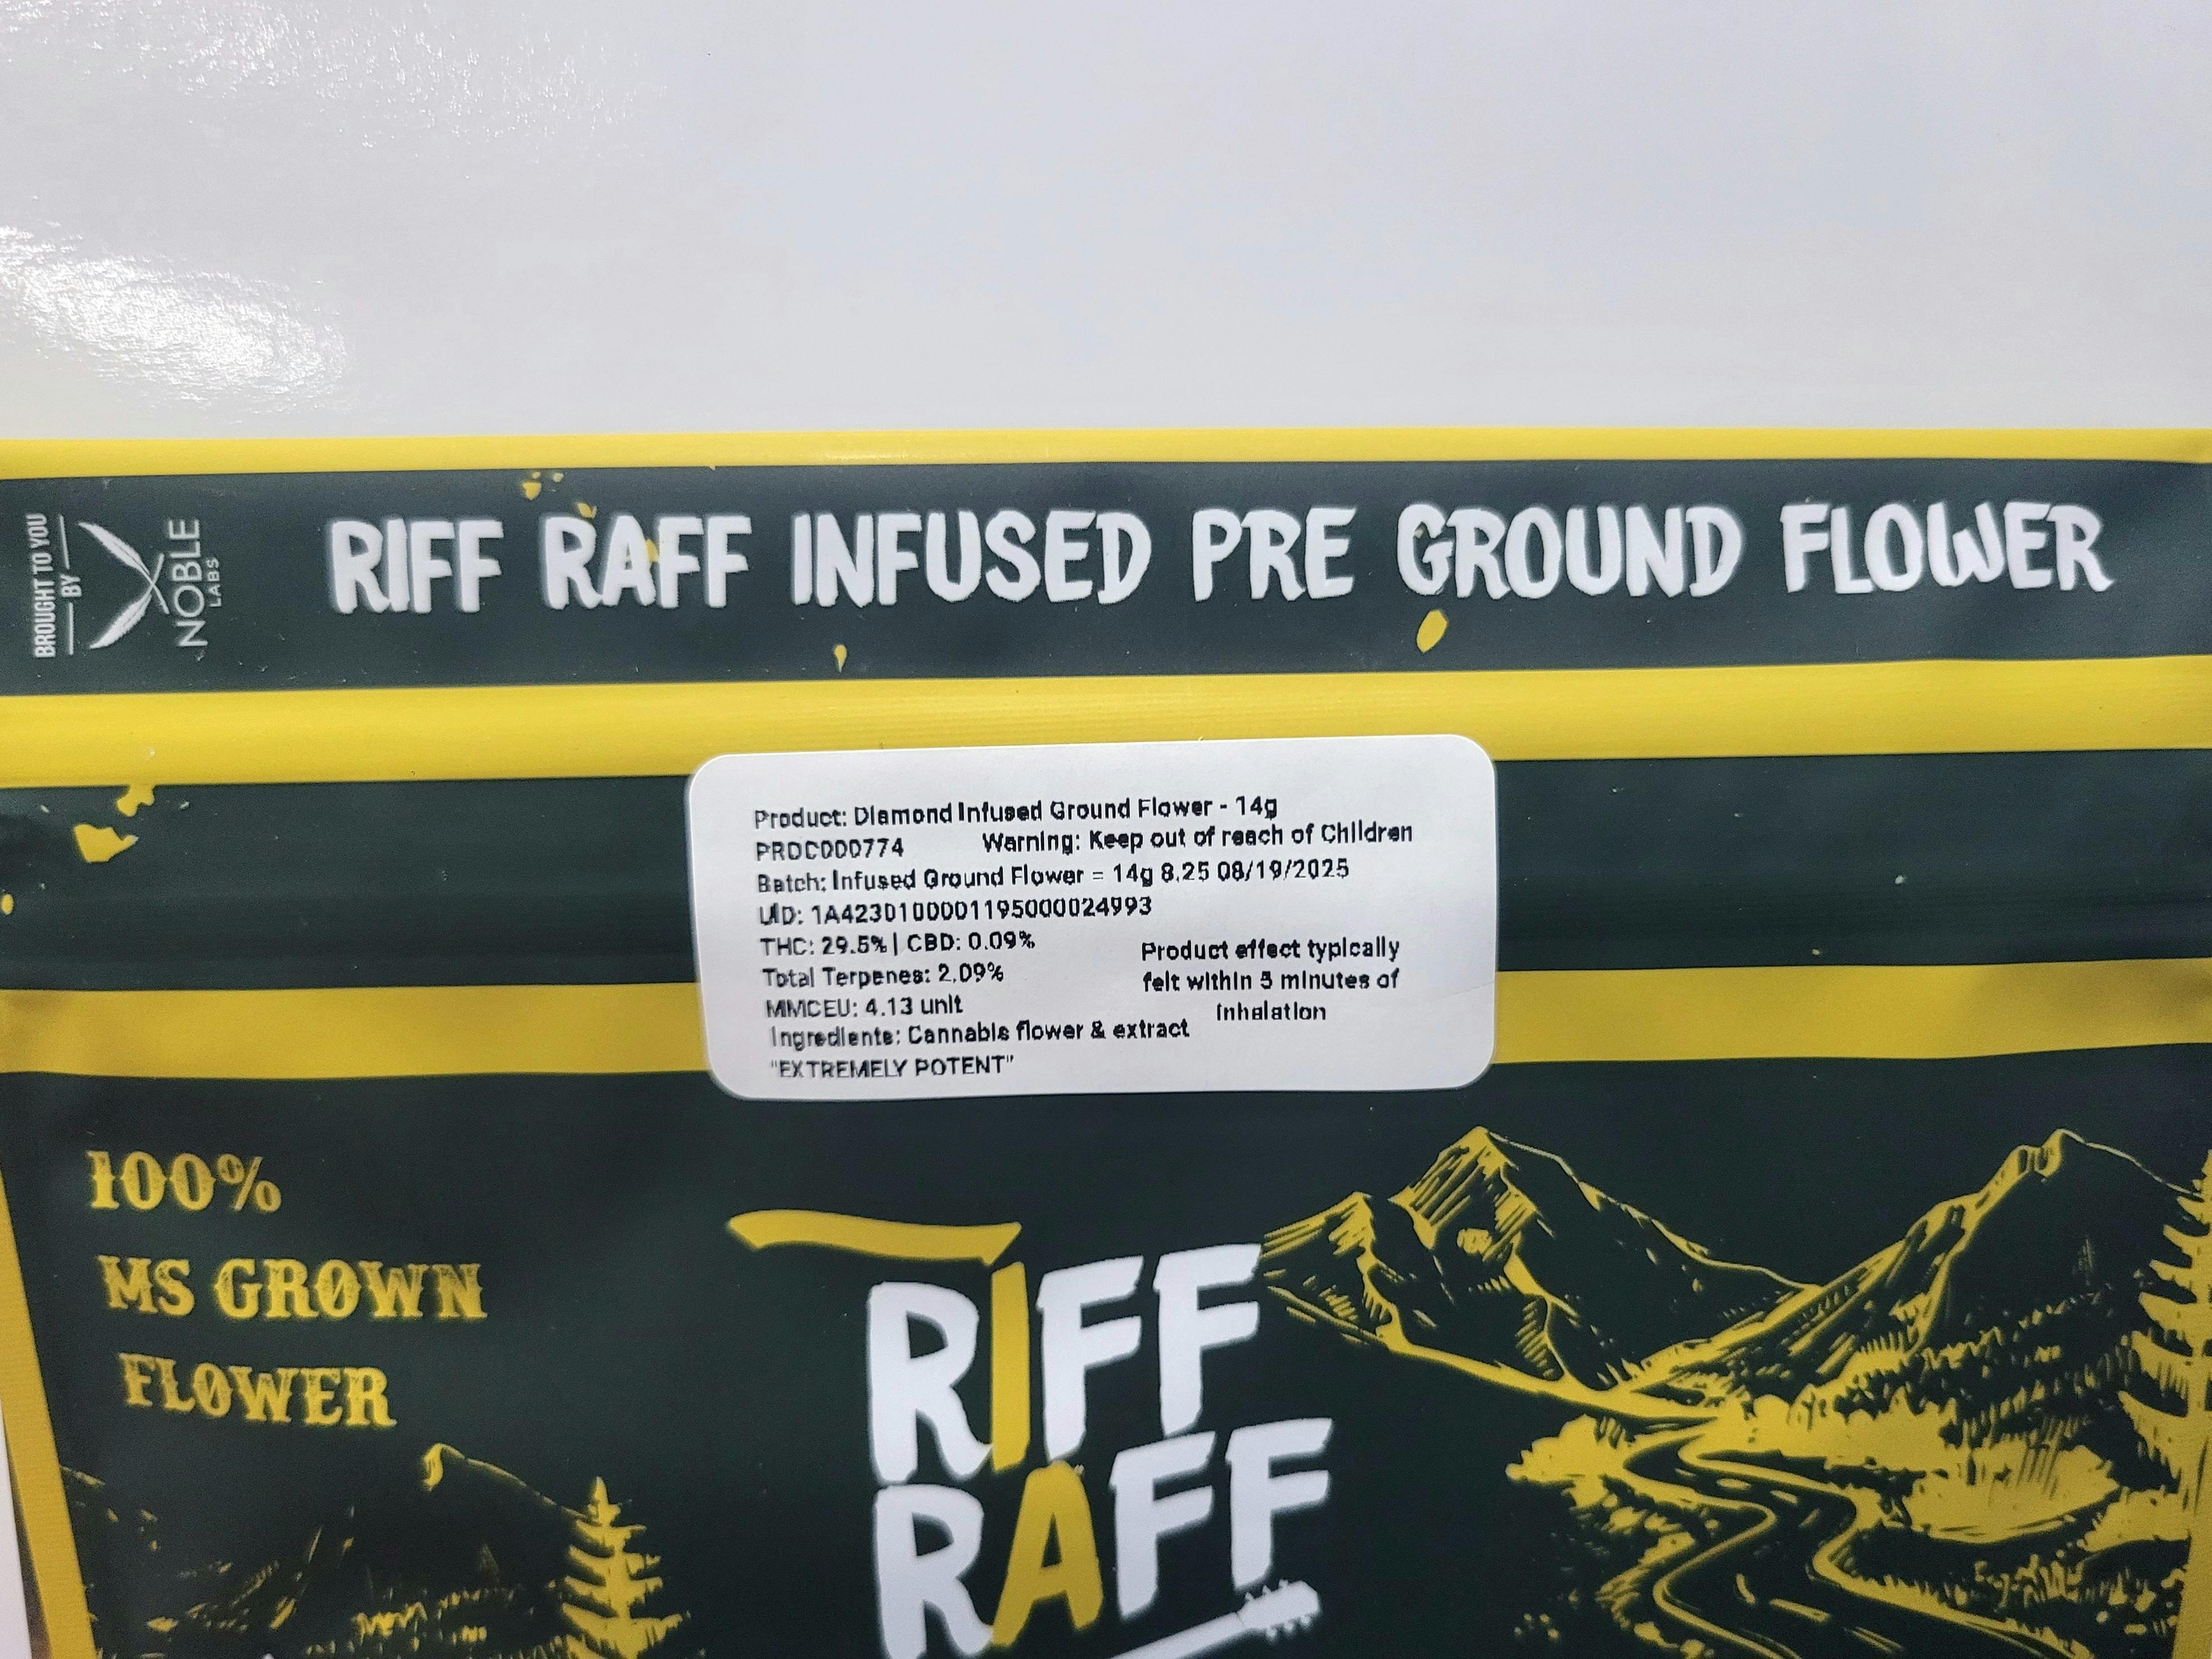 BROUGHT TO YOU
BY
NOBLE
LABS
RIFF RAFF INFUSED PRE GROUND FLOWER
Product: Diamond Infused Ground Flower - 14g
PRDC000774 Warning: Keep out of reach of Children
Batch: Infused Ground Flower = 14g 8.25 08/19/2025
UID: 1A4230100001195000024993
THC: 29.5% | CBD: 0.09%
Total Terpenes: 2.09%
MMCEU: 4.13 unit
Product effect typically
felt within 5 minutes of
inhalation
Ingredients: Cannabis flower & extract
"EXTREMELY POTENT"
100%
MS GROWN
FLOWER
RIFF
RAFF